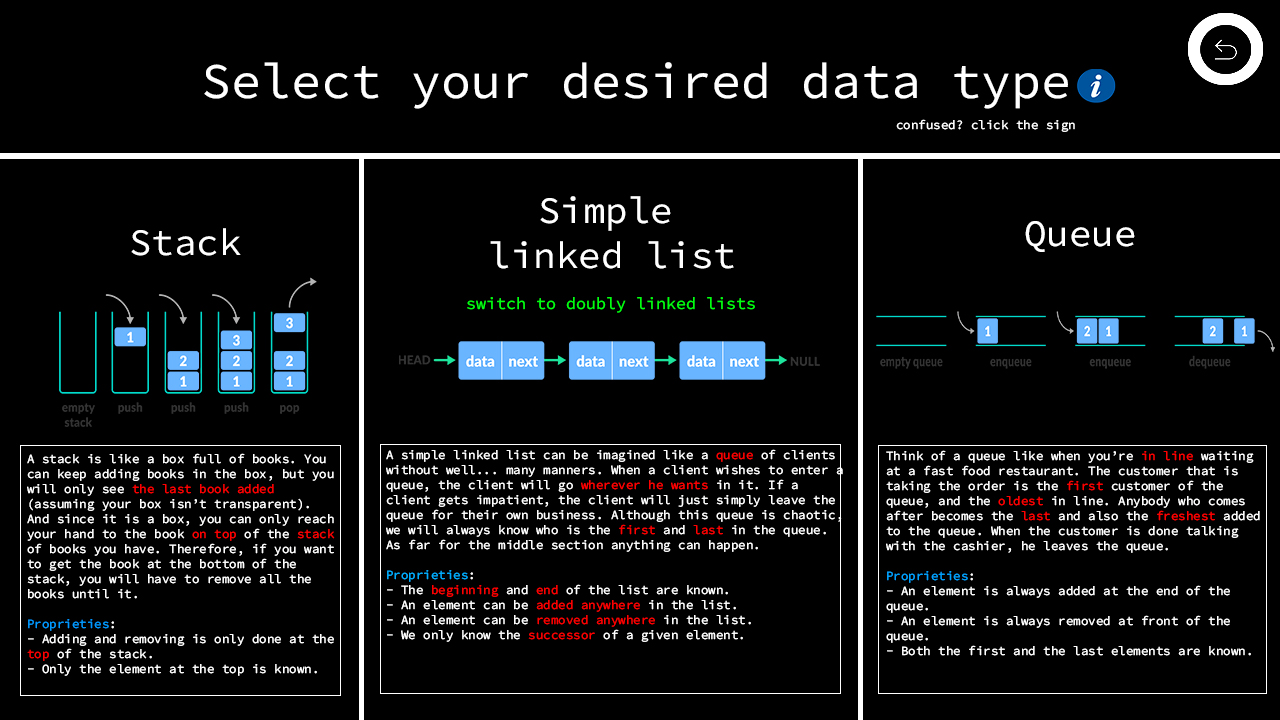 Select your desired data type
i
confused? click the sign
Stack
1
2
1
3
2
1
3
2
1
empty
stack
push
push
push
pop
A stack is like a box full of books. You
can keep adding books in the box, but you
will only see the last book added
(assuming your box isn't transparent).
And since it is a box, you can only reach
your hand to the book on top of the stack
of books you have. Therefore, if you want
to get the book at the bottom of the
stack, you will have to remove all the
books until it.
Proprieties:
- Adding and removing is only done at the
top of the stack.
- Only the element at the top is known.
Simple
linked list
switch to doubly linked lists
HEAD data next data next data next NULL
A simple linked list can be imagined like a queue of clients
without well... many manners. When a client wishes to enter a
queue, the client will go wherever he wants in it. If a
client gets impatient, the client will just simply leave the
queue for their own business. Although this queue is chaotic,
we will always know who is the first and last in the queue.
As far for the middle section anything can happen.
Proprieties:
- The beginning and end of the list are known.
- An element can be added anywhere in the list.
- An element can be removed anywhere in the list.
- We only know the successor of a given element.
Queue
1
2 1
2 1
empty queue
enqueue
enqueue
dequeue
Think of a queue like when you're in line waiting
at a fast food restaurant. The customer that is
taking the order is the first customer of the
queue, and the oldest in line. Anybody who comes
after becomes the last and also the freshest added
to the queue. When the customer is done talking
with the cashier, he leaves the queue.
Proprieties:
- An element is always added at the end of the
queue.
- An element is always removed at front of the
queue.
- Both the first and the last elements are known.